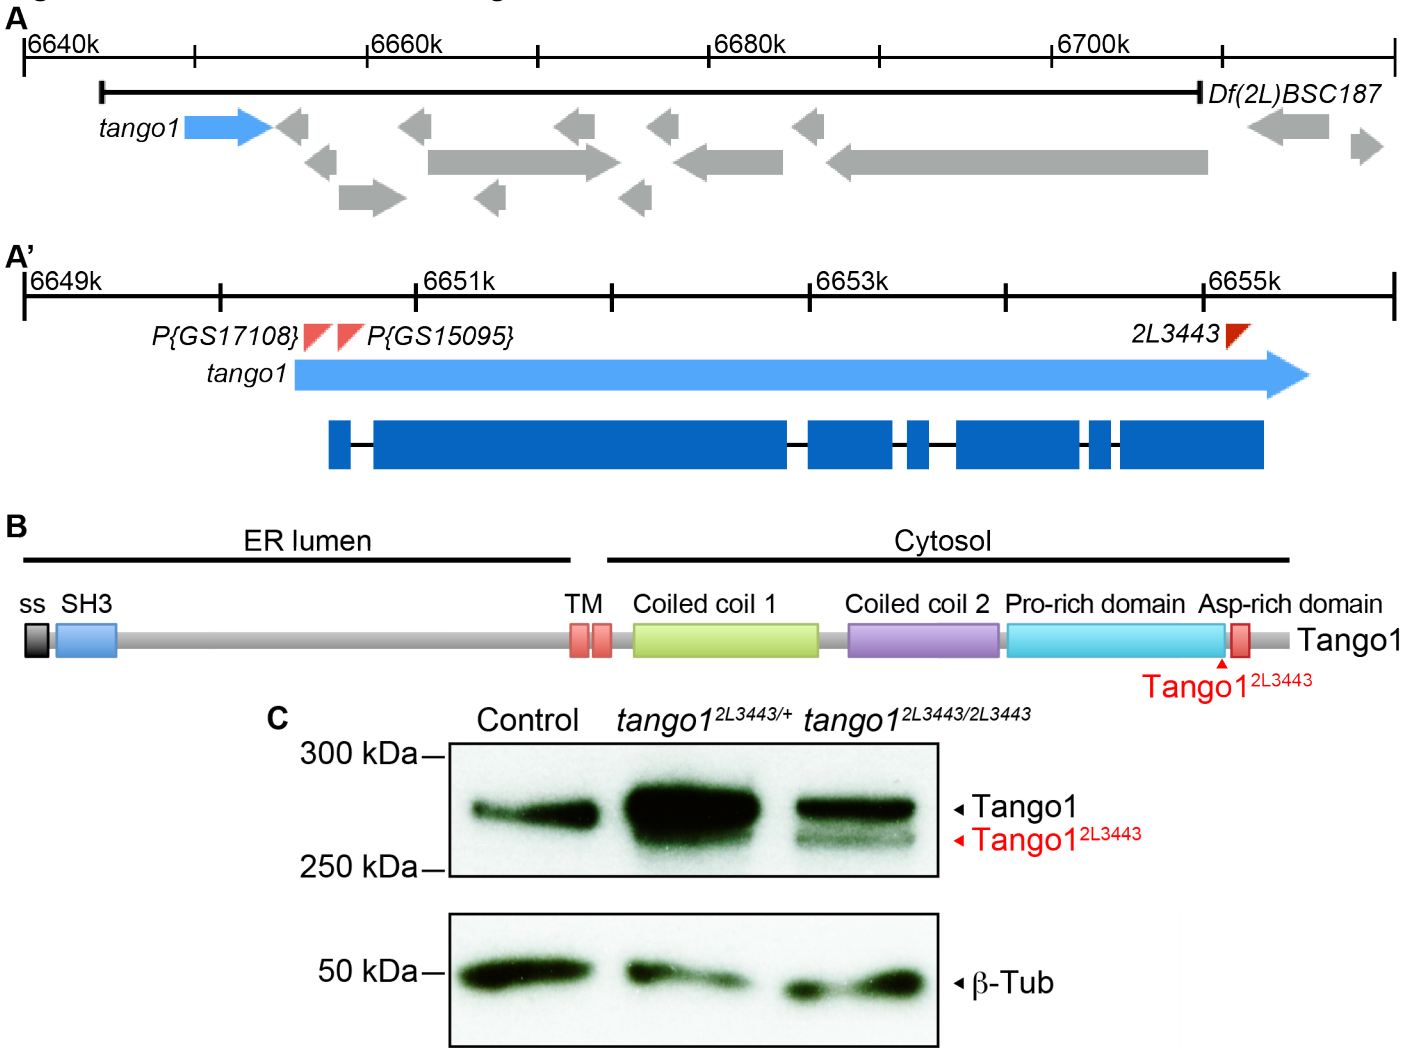 A
6640k 6660k 6680k 6700k
Df(2L)BSC187
tango1
A’
6649k 6651k 6653k 6655k
P{GS17108} P{GS15095} 2L3443
tango1
B
ER lumen Cytosol
ss SH3 TM Coiled coil 1 Coiled coil 2 Pro-rich domain Asp-rich domain
Tango1
Tango1 2L3443
C
Control tango1 2L3443/+ tango1 2L3443/2L3443
300 kDa
Tango1
Tango1 2L3443
250 kDa
50 kDa
β-Tub